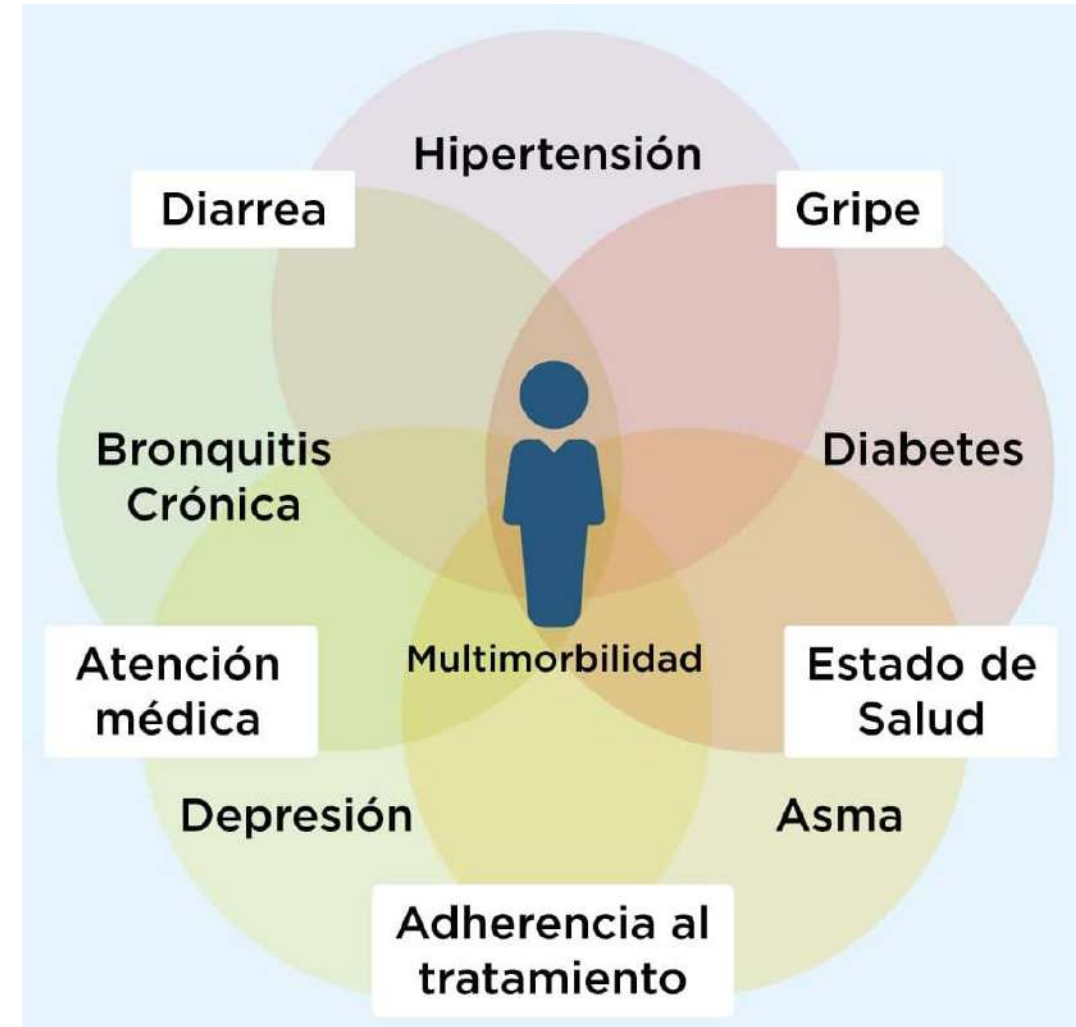 Hipertensión
Diarrea
Gripe
Bronquitis
Crónica
Diabetes
Multimorbilidad
Atención
médica
Estado de
Salud
Depresión
Asma
Adherencia al
tratamiento